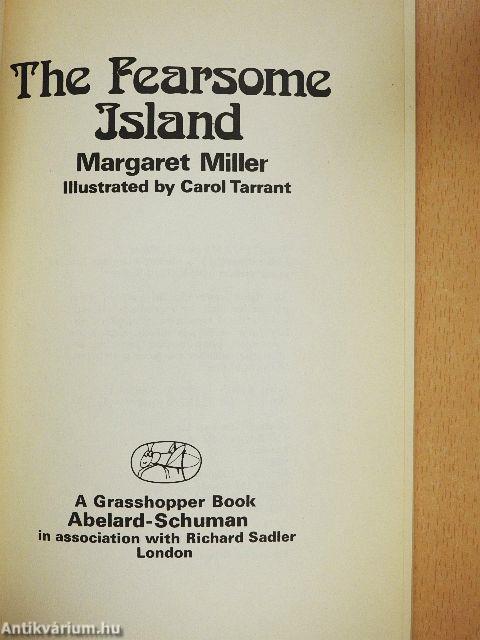 The Fearsome
Island
Margaret Miller
Illustrated by Carol Tarrant
A Grasshopper Book
Abelard-Schuman
in association with Richard Sadler
London
Antikvárium.hu